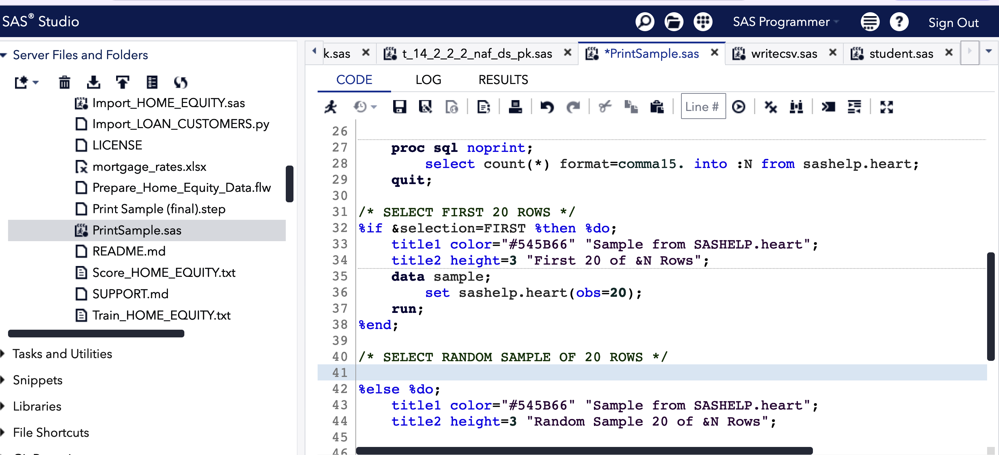 SAS® Studio
SAS Programmer
Sign Out
Server Files and Folders
Import_HOME_EQUITY.sas
Import_LOAN_CUSTOMERS.py
LICENSE
mortgage_rates.xlsx
Prepare_Home_Equity_Data.flw
Print Sample (final).step
PrintSample.sas
README.md
Score_HOME_EQUITY.txt
SUPPORT.md
Train_HOME_EQUITY.txt
Tasks and Utilities
Snippets
Libraries
File Shortcuts
k.sas
t_14_2_2_2_naf_ds_pk.sas
*PrintSample.sas
writecsv.sas
student.sas
CODE LOG RESULTS
Line #
26
27 proc sql noprint;
28 select count(*) format=comma15. into :N from sashelp.heart;
29 quit;
30
31 /* SELECT FIRST 20 ROWS */
32 %if &selection=FIRST %then %do;
33 title1 color="#545B66" "Sample from SASHELP.heart";
34 title2 height=3 "First 20 of &N Rows";
35 data sample;
36 set sashelp.heart(obs=20);
37 run;
38 %end;
39
40 /* SELECT RANDOM SAMPLE OF 20 ROWS */
41
42 %else %do;
43 title1 color="#545B66" "Sample from SASHELP.heart";
44 title2 height=3 "Random Sample 20 of &N Rows";
45
46